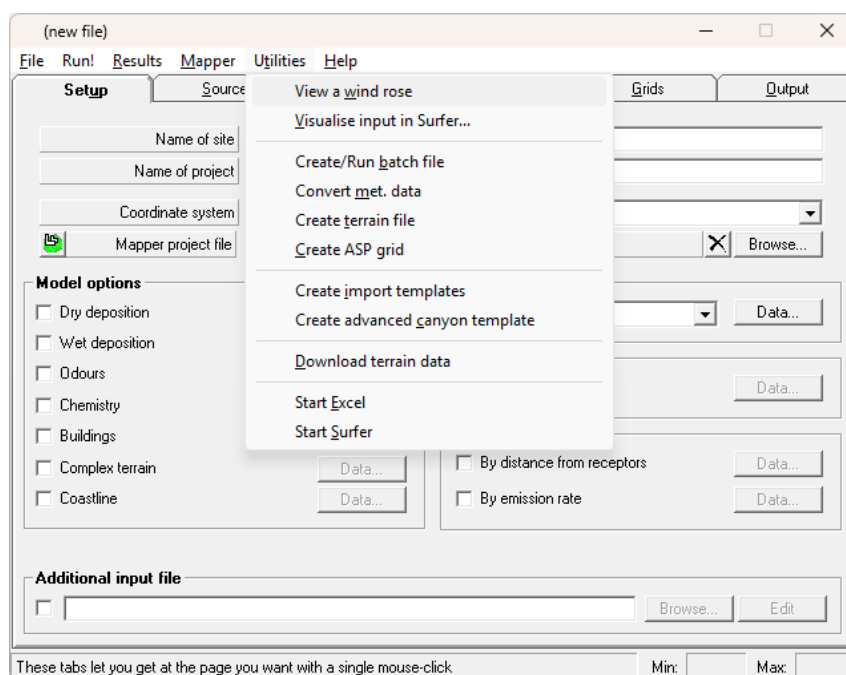 (new file)
File Run! Results Mapper Utilities Help
Setup Source Grids Output
View a wind rose
Visualise input in Surfer...
Create/Run batch file
Convert met. data
Create terrain file
Create ASP grid
Create import templates
Create advanced canyon template
Download terrain data
Start Excel
Start Surfer
Name of site
Name of project
Coordinate system
Mapper project file Browse...
Model options
Dry deposition Data...
Wet deposition
Odours
Chemistry Data...
Buildings
Complex terrain Data... By distance from receptors Data...
Coastline Data... By emission rate Data...
Additional input file
Browse... Edit
These tabs let you get at the page you want with a single mouse-click Min: Max: